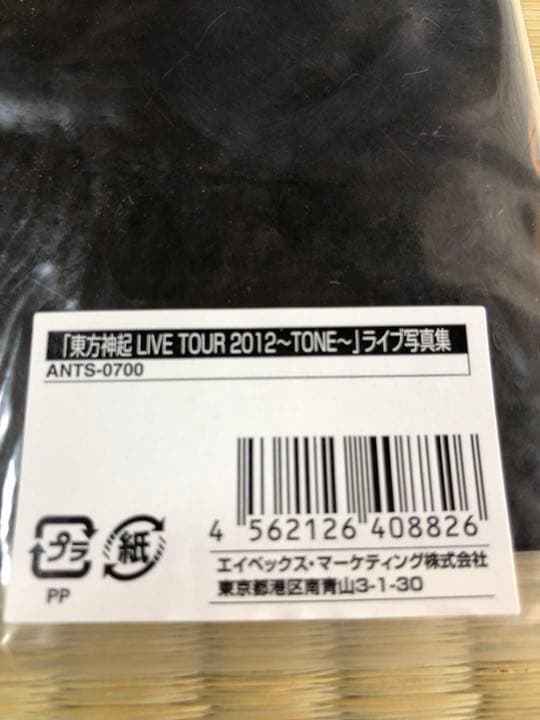 「東方神起 LIVE TOUR 2012〜TONE〜」ライブ写真集
ANTS-0700
4 562126 408826
プラ
紙
PP
エイベックス・マーケティング株式会社
東京都港区南青山3-1-30